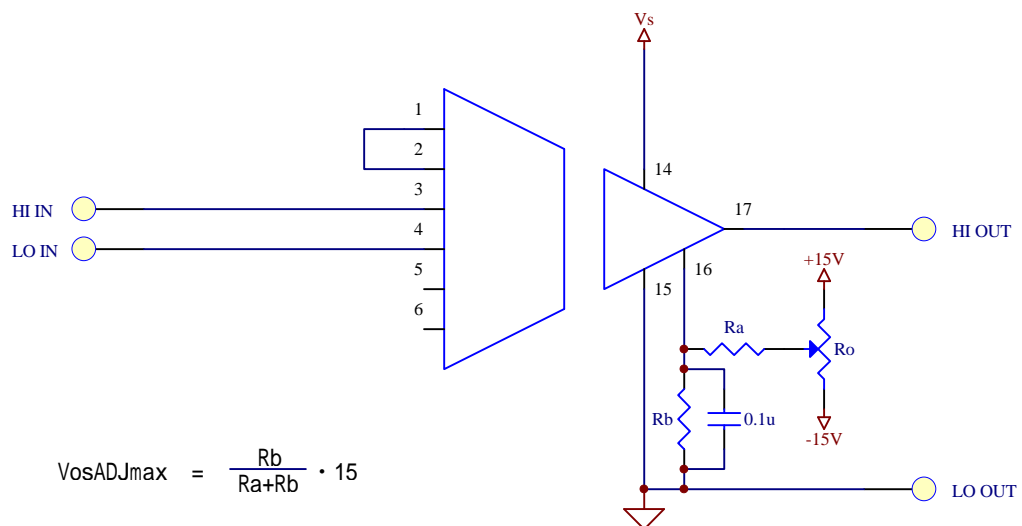 Vs
1
2
14
3
HI IN
17
HI OUT
4
LO IN
16
+15V
5
15
6
Ra
Ro
Rb
0.1u
-15V
VosADJmax = Rb
Ra+Rb
· 15
LO OUT